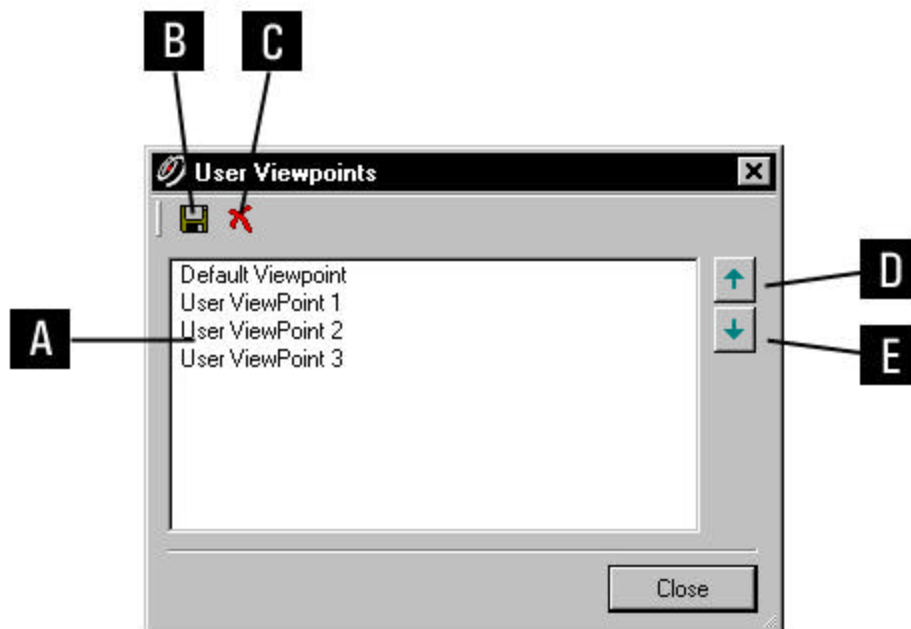 B C
User Viewpoints
Default Viewpoint
User ViewPoint 1
User ViewPoint 2
User ViewPoint 3
A
D
E
Close